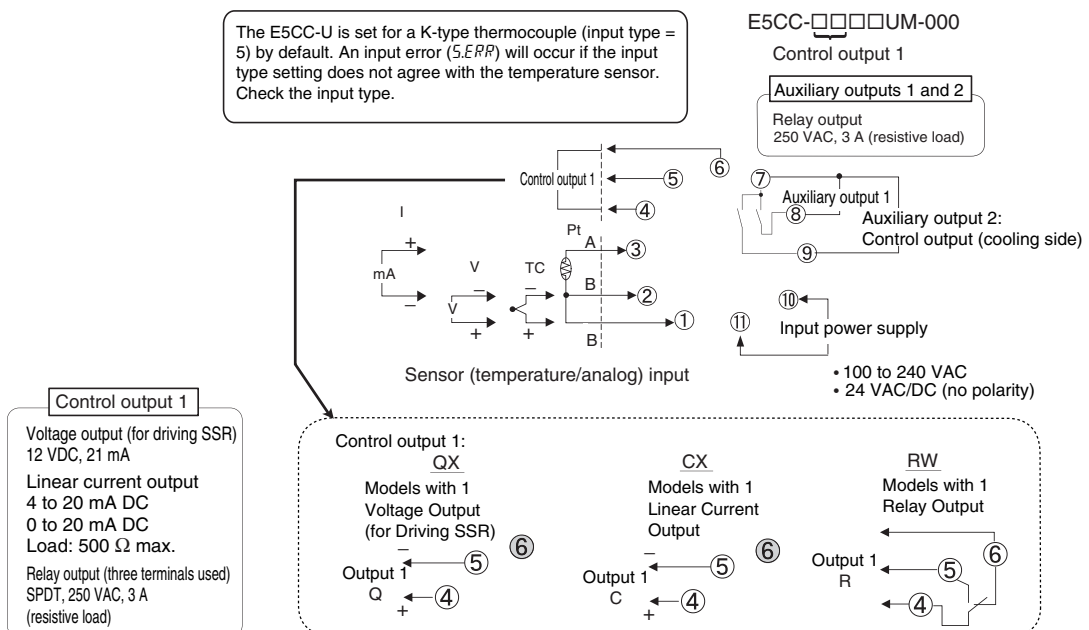 The E5CC-U is set for a K-type thermocouple (input type =
5) by default. An input error (S.ERR) will occur if the input
type setting does not agree with the temperature sensor.
Check the input type.
E5CC-□□□□UM-000
Control output 1
Auxiliary outputs 1 and 2
Relay output
250 VAC, 3 A (resistive load)
Control output 1
⑥
⑤
④
⑦
Auxiliary output 1
⑧
Auxiliary output 2:
Control output (cooling side)
⑨
I
+
mA
−
V
−
V
+
TC
−
+
Pt
A
③
B
②
①
B
⑩
⑪
Input power supply
• 100 to 240 VAC
• 24 VAC/DC (no polarity)
Sensor (temperature/analog) input
Control output 1
Voltage output (for driving SSR)
12 VDC, 21 mA
Linear current output
4 to 20 mA DC
0 to 20 mA DC
Load: 500 Ω max.
Relay output (three terminals used)
SPDT, 250 VAC, 3 A
(resistive load)
Control output 1:
QX
Models with 1
Voltage Output
(for Driving SSR)
⑥
−
⑤
Output 1
Q
④
+
CX
Models with 1
Linear Current
Output
⑥
−
⑤
Output 1
C
④
+
RW
Models with 1
Relay Output
⑥
Output 1
⑤
R
④